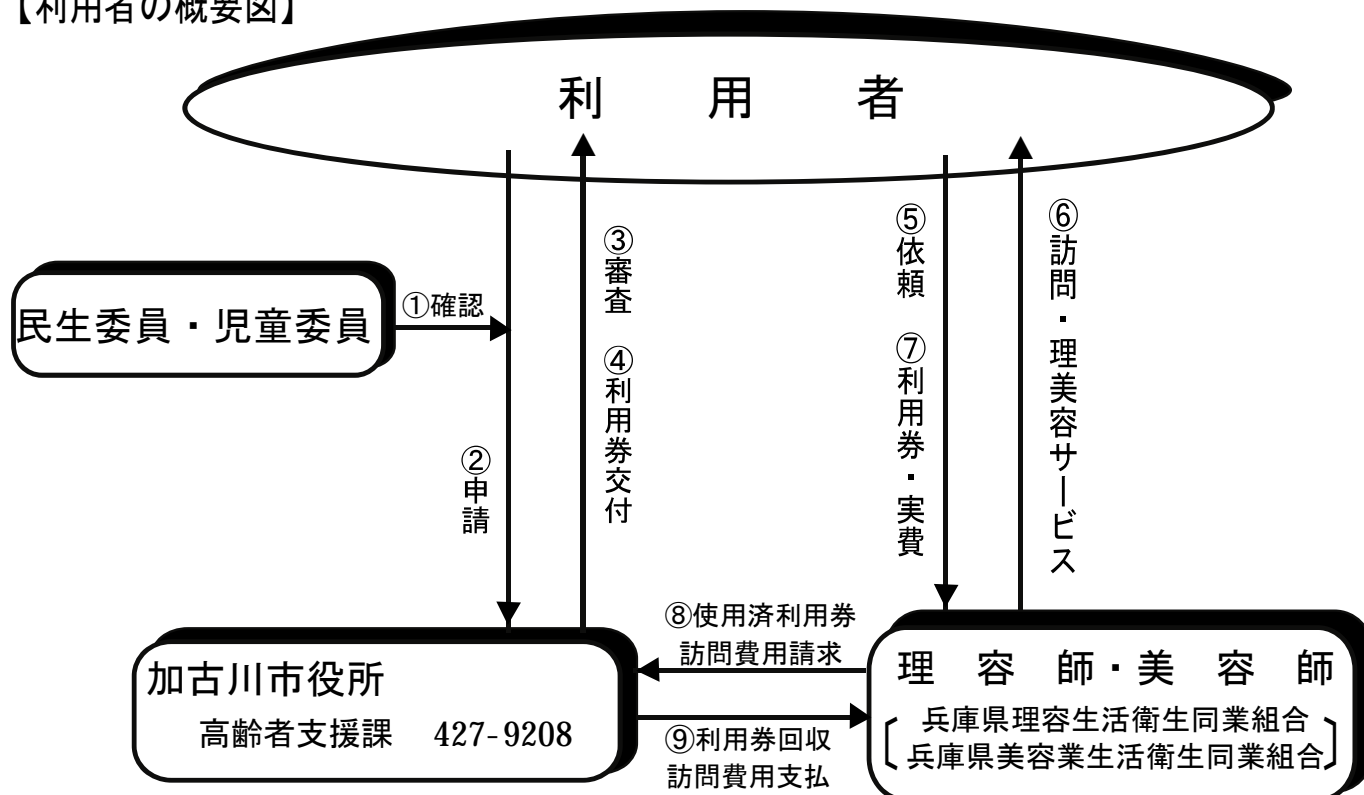 【利用者の概要図】
利用者
民生委員・児童委員
①確認
②申請
③審査 ④利用券交付
⑤依頼 ⑦利用券・実費
⑥訪問・理美容サービス
加古川市役所
高齢者支援課 427-9208
⑧使用済利用券
訪問費用請求
⑨利用券回収
訪問費用支払
理容師・美容師
兵庫県理容生活衛生同業組合
兵庫県美容業生活衛生同業組合